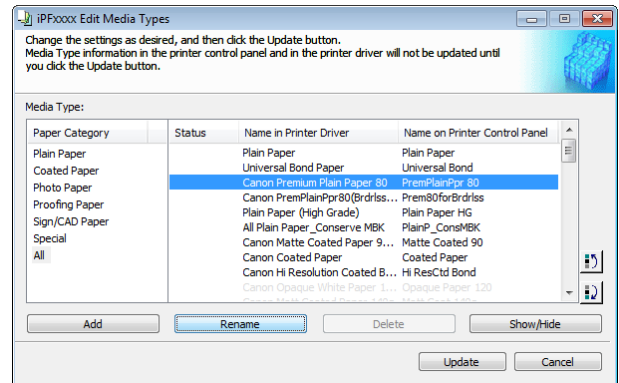 iPFxxxx Edit Media Types
Change the settings as desired, and then click the Update button.
Media Type information in the printer control panel and in the printer driver will not be updated until
you click the Update button.
Media Type:
Paper Category Status Name in Printer Driver Name on Printer Control Panel
Plain Paper
Coated Paper
Photo Paper
Proofing Paper
Sign/CAD Paper
Special
All
Plain Paper Plain Paper
Universal Bond Paper Universal Bond
Canon Premium Plain Paper 80 PremPlainPpr 80
Canon PremPlainPpr80(Brdrlss... Prem80forBrdrlss
Plain Paper (High Grade) Plain Paper HG
All Plain Paper_Conserve MBK PlainP_ConsMBK
Canon Matte Coated Paper 9... Matte Coated 90
Canon Coated Paper Coated Paper
Canon Hi Resolution Coated B... Hi ResCtd Bond
Canon Opaque White Paper 1... Opaque Paper 120
Add Rename Delete Show/Hide
Update Cancel